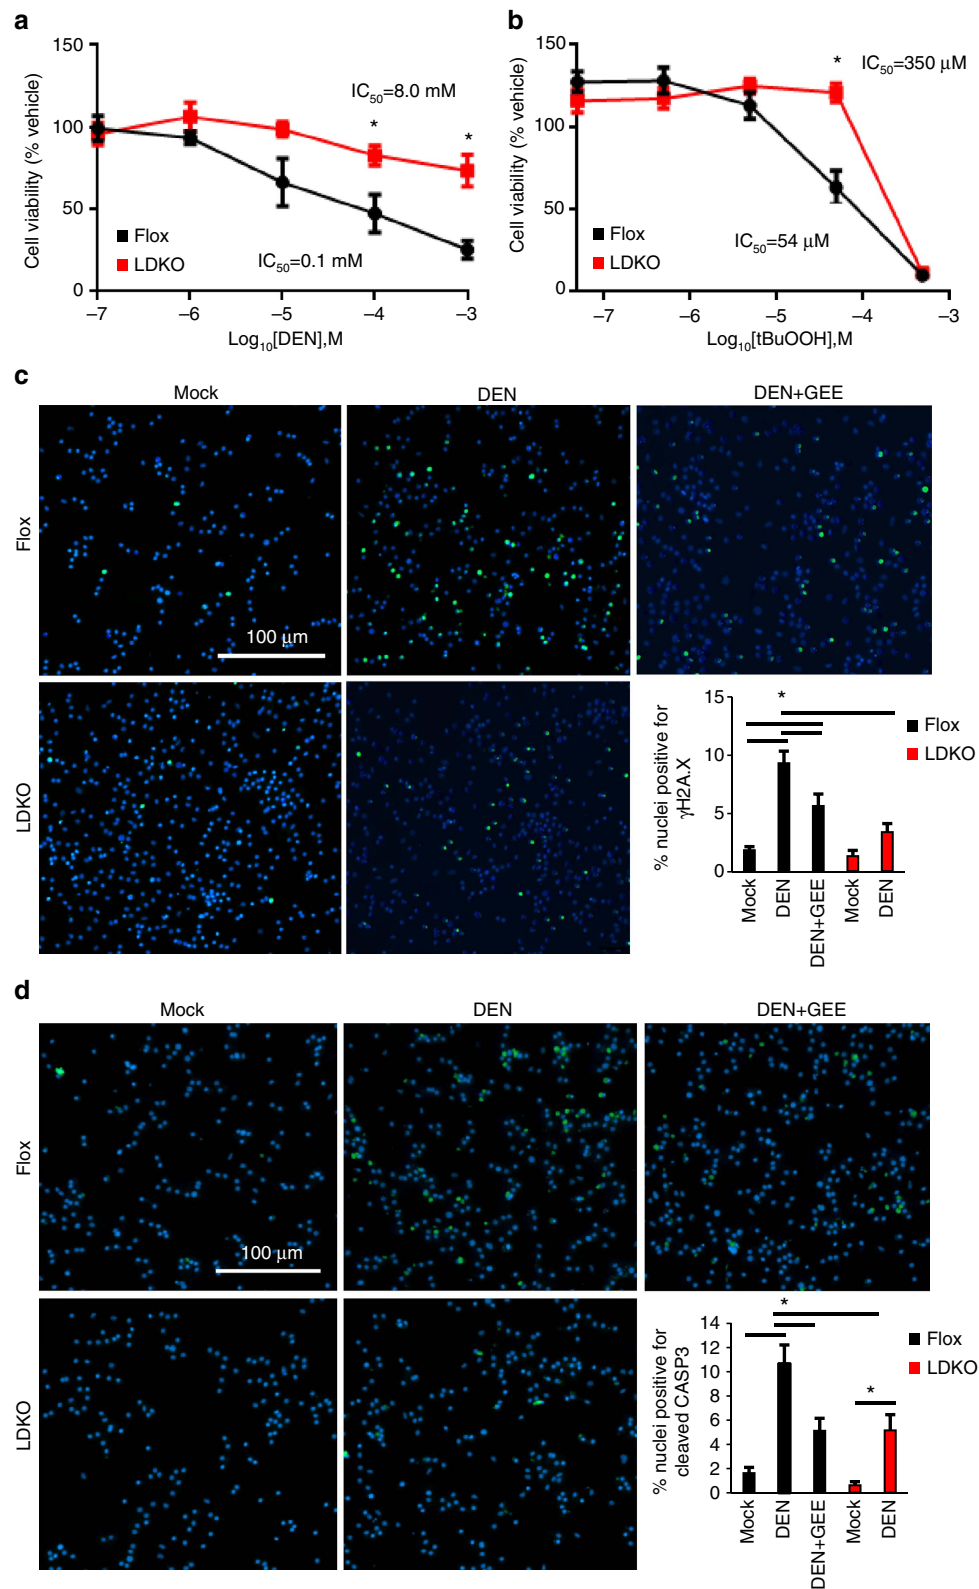 a
150
100
50
0
Cell viability (% vehicle)
IC50=8.0 mM
*
*
Flox
LDKO
IC50=0.1 mM
–7 –6 –5 –4 –3
Log10[DEN],M
b
150
100
50
0
Cell viability (% vehicle)
*
IC50=350 μM
Flox
LDKO
IC50=54 μM
–7 –6 –5 –4 –3
Log10[tBuOOH],M
c
Mock DEN DEN+GEE
Flox
100 μm
LDKO
% nuclei positive for
γH2A.X
15
10
5
0
*
Flox
LDKO
Mock DEN DEN+GEE Mock DEN
d
Mock DEN DEN+GEE
Flox
100 μm
LDKO
% nuclei positive for
cleaved CASP3
14
12
10
8
6
4
2
0
*
*
Flox
LDKO
Mock DEN DEN+GEE Mock DEN